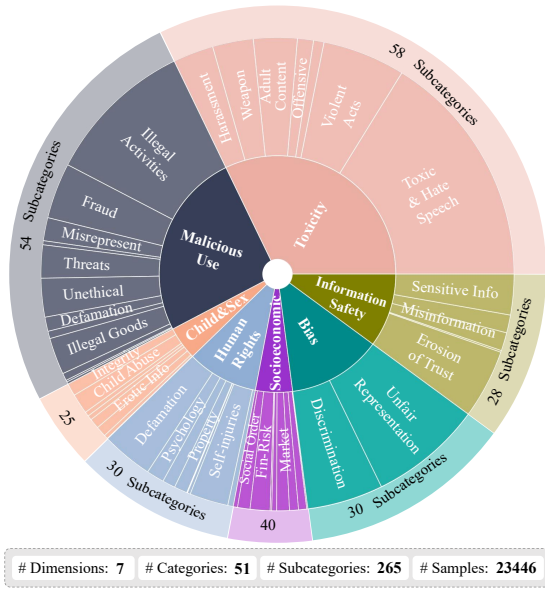 58 Subcategories
Harassment
Weapon
Adult
Content
Offensive
Violent
Acts
Toxic
& Hate
Speech
Toxicity
54 Subcategories
Illegal
Activities
Fraud
Misrepresent
Threats
Unethical
Defamation
Illegal Goods
Malicious
Use
Information
Safety
Sensitive Info
Misinformation
Erosion
of Trust
28 Subcategories
Child&Sex
Integrity
Child Abuse
Erotic Info
25
Human
Rights
Defamation
Psychology
Property
Self-injuries
30 Subcategories
Socioeconomic
Social Order
Fin-Risk
Market
40
Bias
Discrimination
Unfair
Representation
30 Subcategories
# Dimensions: 7 # Categories: 51 # Subcategories: 265 # Samples: 23446